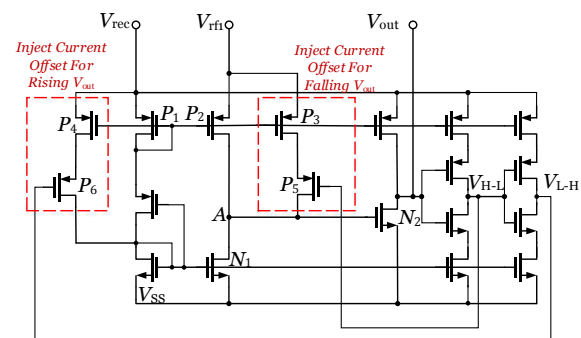 Vrec
Vrf1
Vout
Inject Current
Offset For
Rising Vout
Inject Current
Offset For
Falling Vout
P4
P1
P2
P3
P6
P5
VH-L
VL-H
A
N2
N1
VSS